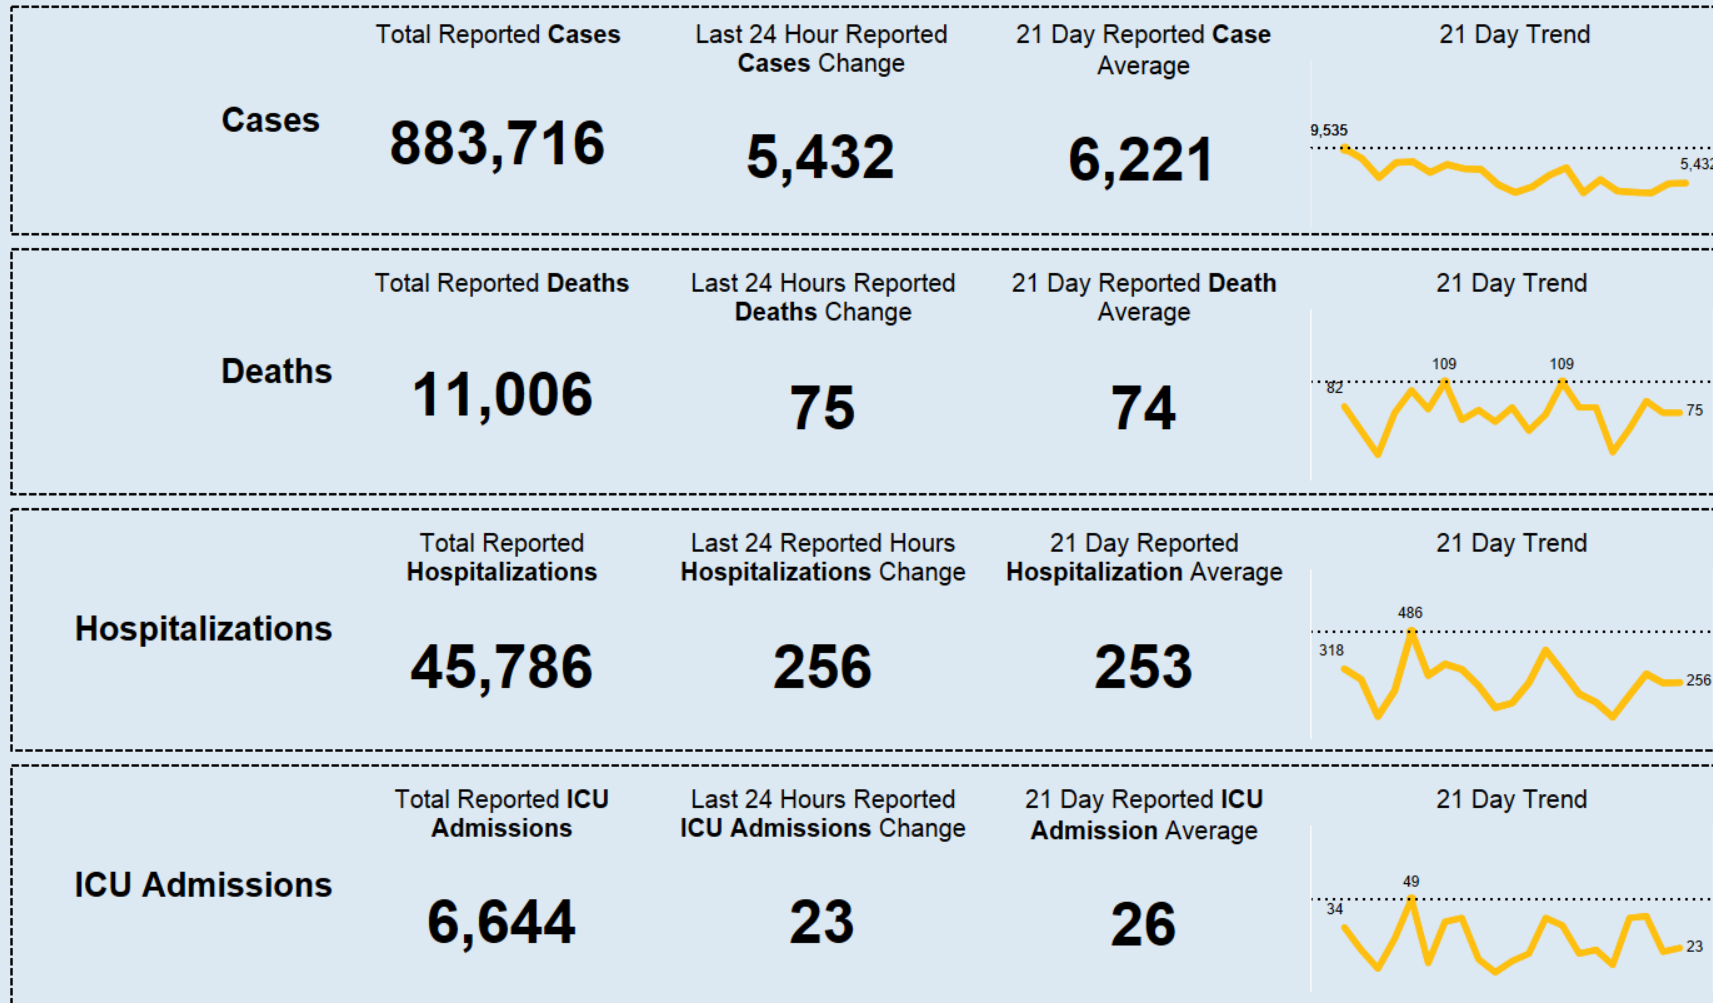 Total Reported Cases
Last 24 Hour Reported
Cases Change
21 Day Reported Case
Average
21 Day Trend
Cases
883,716
5,432
6,221
9,535
5,432
Total Reported Deaths
Last 24 Hours Reported
Deaths Change
21 Day Reported Death
Average
21 Day Trend
Deaths
11,006
75
74
82
109
109
75
Total Reported
Hospitalizations
Last 24 Reported Hours
Hospitalizations Change
21 Day Reported
Hospitalization Average
21 Day Trend
Hospitalizations
45,786
256
253
318
486
256
Total Reported ICU
Admissions
Last 24 Hours Reported
ICU Admissions Change
21 Day Reported ICU
Admission Average
21 Day Trend
ICU Admissions
6,644
23
26
34
49
23